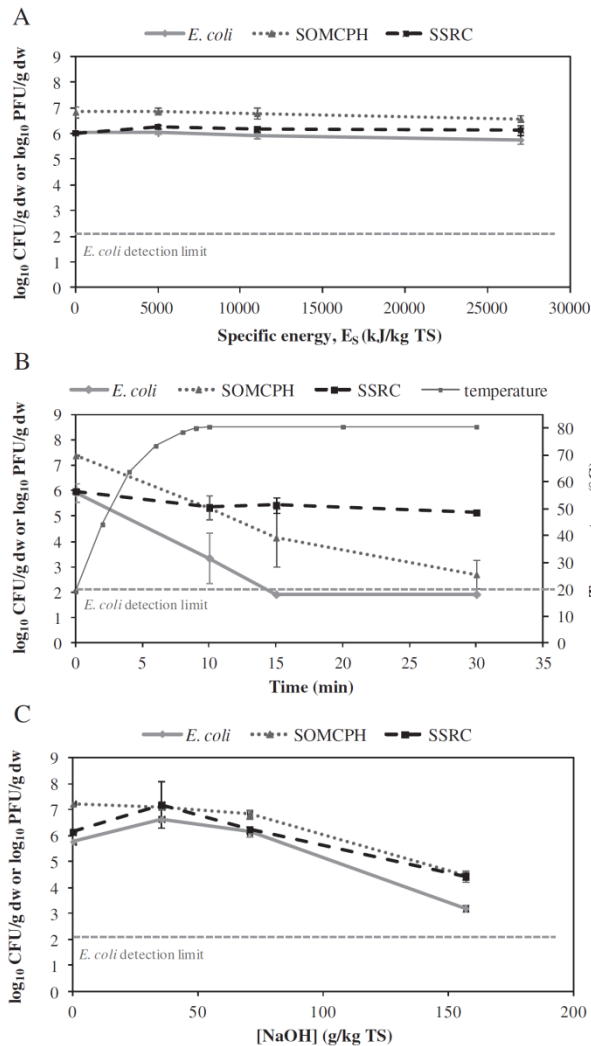 A
E. coli SOMCPH SSRC
log10 CFU/g dw or log10 PFU/g dw
9
8
7
6
5
4
3
2
1
0
E. coli detection limit
0 5000 10000 15000 20000 25000 30000
Specific energy, ES (kJ/kg TS)
B
E. coli SOMCPH SSRC temperature
log10 CFU/g dw or log10 PFU/g dw
9
8
7
6
5
4
3
2
1
0
E. coli detection limit
80
70
60
50
40
30
20
10
0
0 5 10 15 20 25 30 35
Time (min)
C
E. coli SOMCPH SSRC
log10 CFU/g dw or log10 PFU/g dw
9
8
7
6
5
4
3
2
1
0
E. coli detection limit
0 50 100 150 200
[NaOH] (g/kg TS)